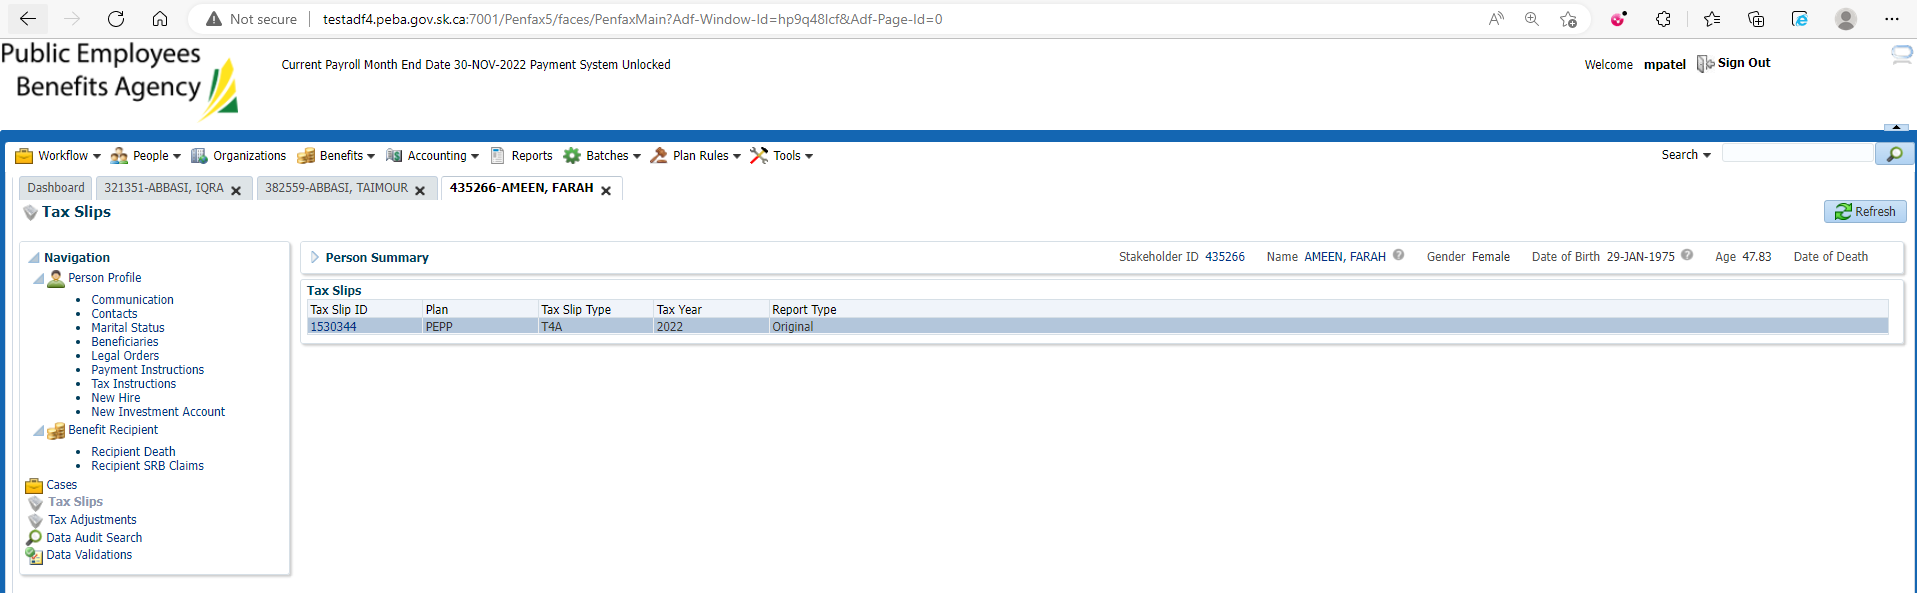 Not secure | testadf4.peba.gov.sk.ca:7001/Penfax5/faces/PenfaxMain?Adf-Window-Id=hp9q48lcf&Adf-Page-Id=0
Public Employees
Benefits Agency
Current Payroll Month End Date 30-NOV-2022 Payment System Unlocked
Welcome mpatel Sign Out
Workflow People Organizations Benefits Accounting Reports Batches Plan Rules Tools Search
Dashboard 321351-ABBASI, IQRA 382559-ABBASI, TAIMOUR 435266-AMEEN, FARAH
Tax Slips
Refresh
Navigation
Person Profile
Communication
Contacts
Marital Status
Beneficiaries
Legal Orders
Payment Instructions
Tax Instructions
New Hire
New Investment Account
Benefit Recipient
Recipient Death
Recipient SRB Claims
Cases
Tax Slips
Tax Adjustments
Data Audit Search
Data Validations
Person Summary Stakeholder ID 435266 Name AMEEN, FARAH Gender Female Date of Birth 29-JAN-1975 Age 47.83 Date of Death
Tax Slips
Tax Slip ID Plan Tax Slip Type Tax Year Report Type
1530344 PEPP T4A 2022 Original